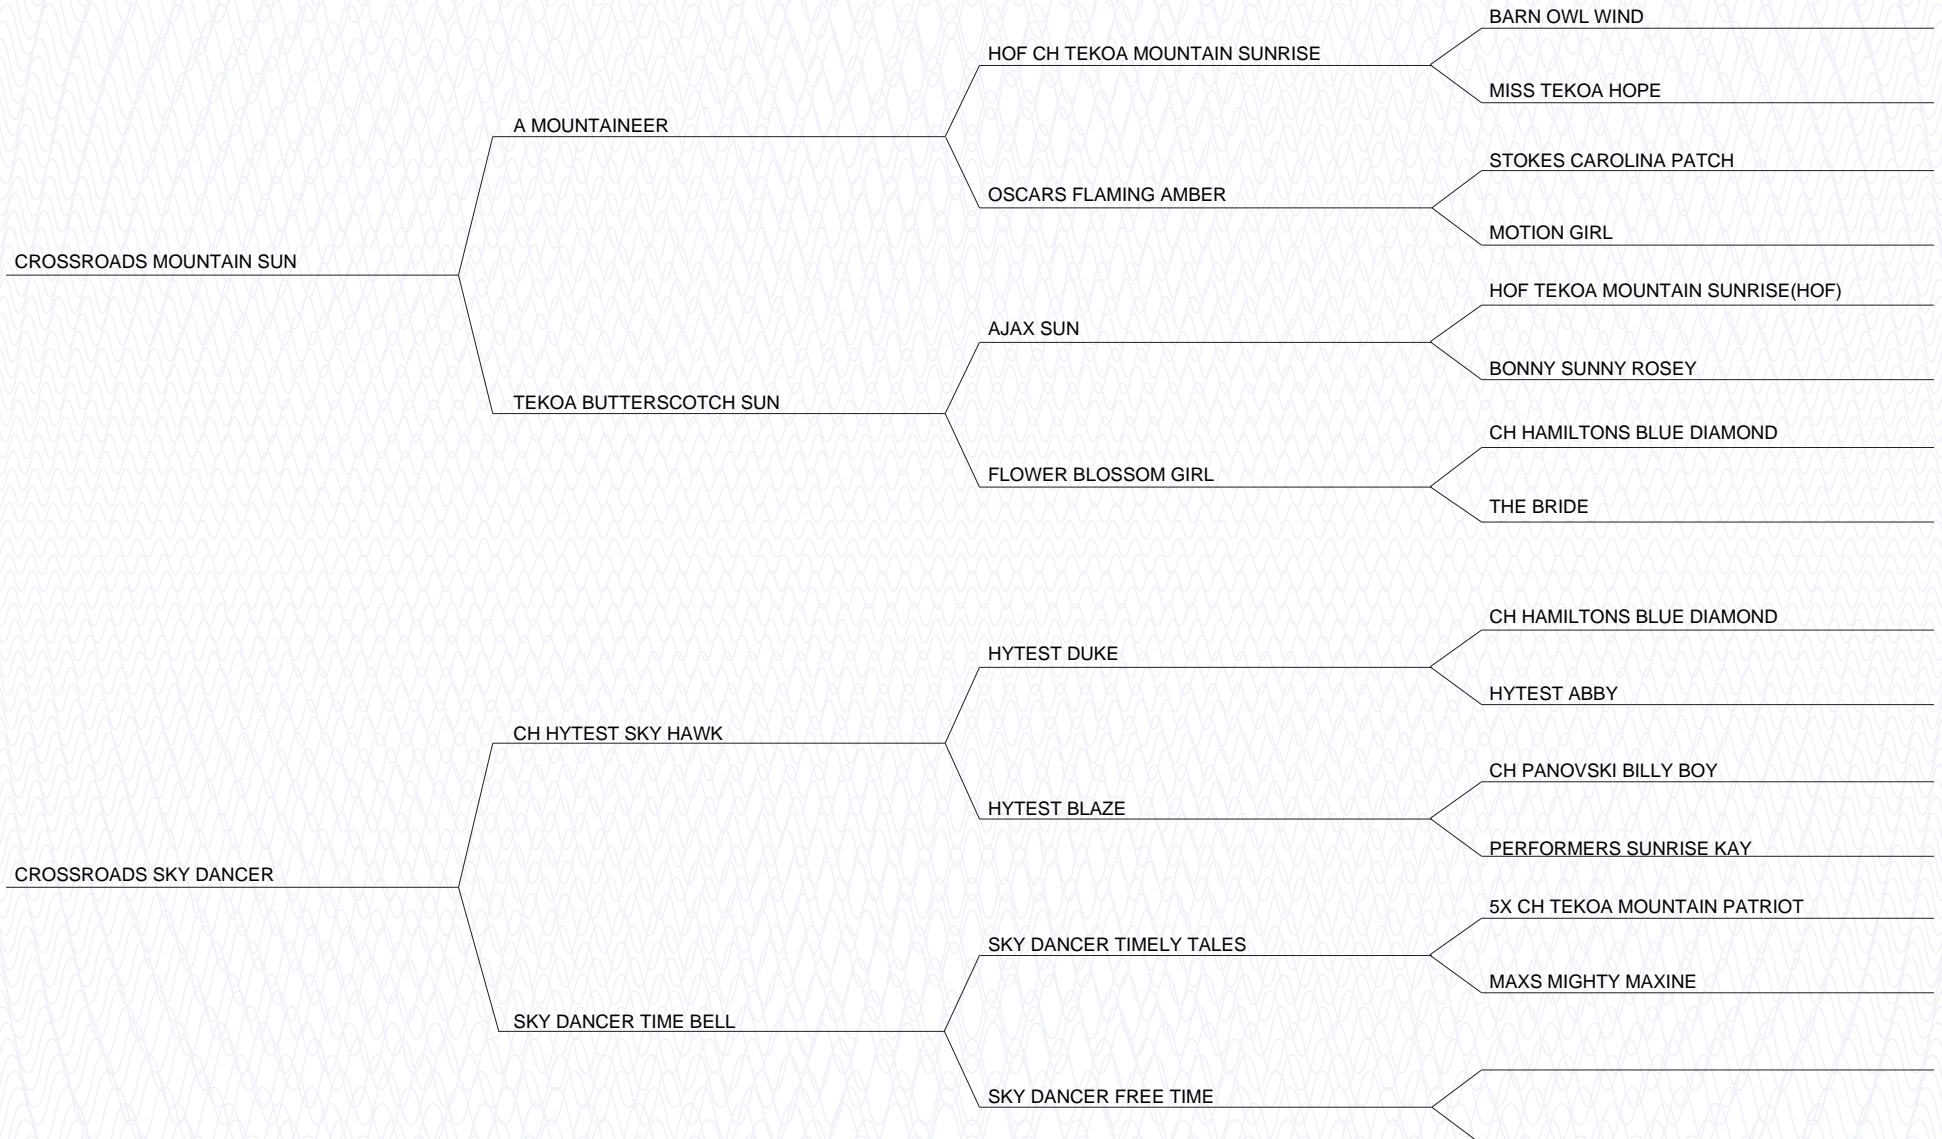 BARN OWL WIND
HOF CH TEKOA MOUNTAIN SUNRISE
MISS TEKOA HOPE
A MOUNTAINEER
STOKES CAROLINA PATCH
OSCARS FLAMING AMBER
MOTION GIRL
CROSSROADS MOUNTAIN SUN
HOF TEKOA MOUNTAIN SUNRISE(HOF)
AJAX SUN
BONNY SUNNY ROSEY
TEKOA BUTTERSCOTCH SUN
CH HAMILTONS BLUE DIAMOND
FLOWER BLOSSOM GIRL
THE BRIDE
CH HAMILTONS BLUE DIAMOND
HYTEST DUKE
HYTEST ABBY
CH HYTEST SKY HAWK
CH PANOVSKI BILLY BOY
HYTEST BLAZE
PERFORMERS SUNRISE KAY
CROSSROADS SKY DANCER
5X CH TEKOA MOUNTAIN PATRIOT
SKY DANCER TIMELY TALES
MAXS MIGHTY MAXINE
SKY DANCER TIME BELL
SKY DANCER FREE TIME